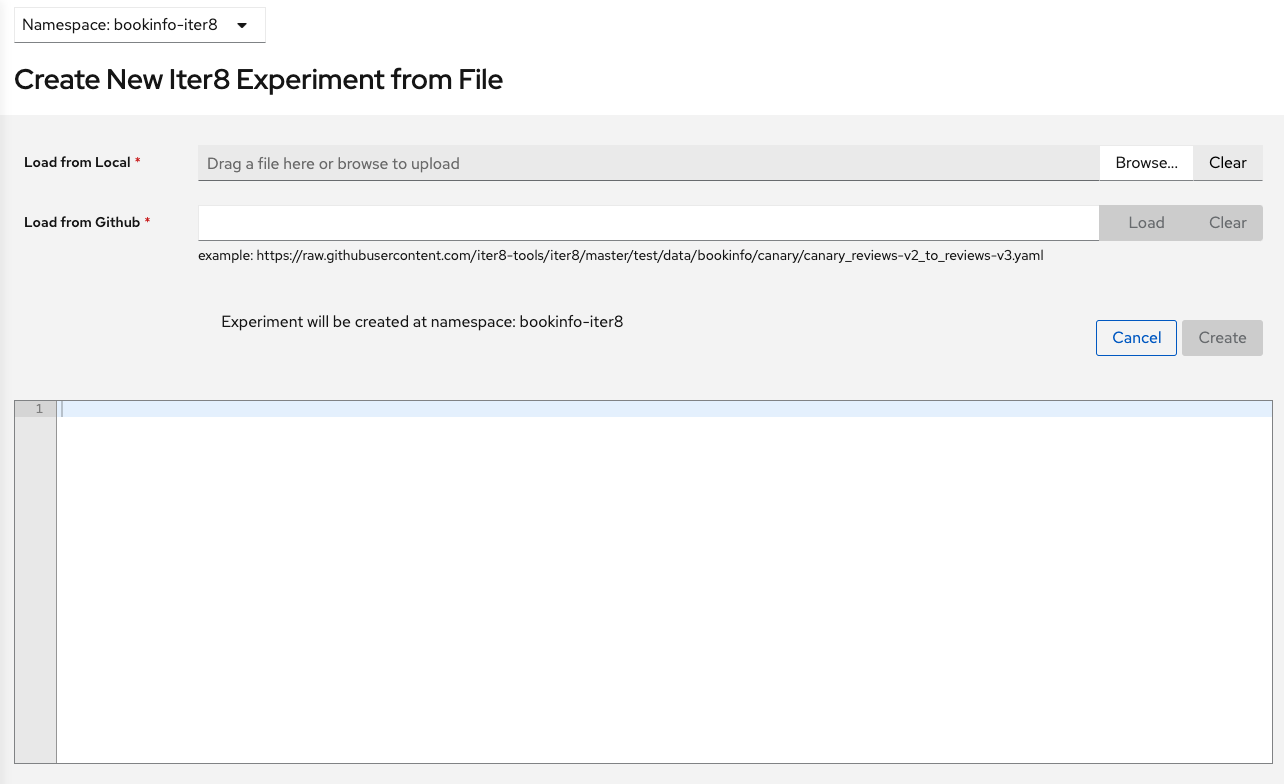 Namespace: bookinfo-iter8
Create New Iter8 Experiment from File
Load from Local * Drag a file here or browse to upload Browse... Clear
Load from Github * Load Clear
example: https://raw.githubusercontent.com/iter8-tools/iter8/master/test/data/bookinfo/canary/canary_reviews-v2_to_reviews-v3.yaml
Experiment will be created at namespace: bookinfo-iter8
Cancel Create
1